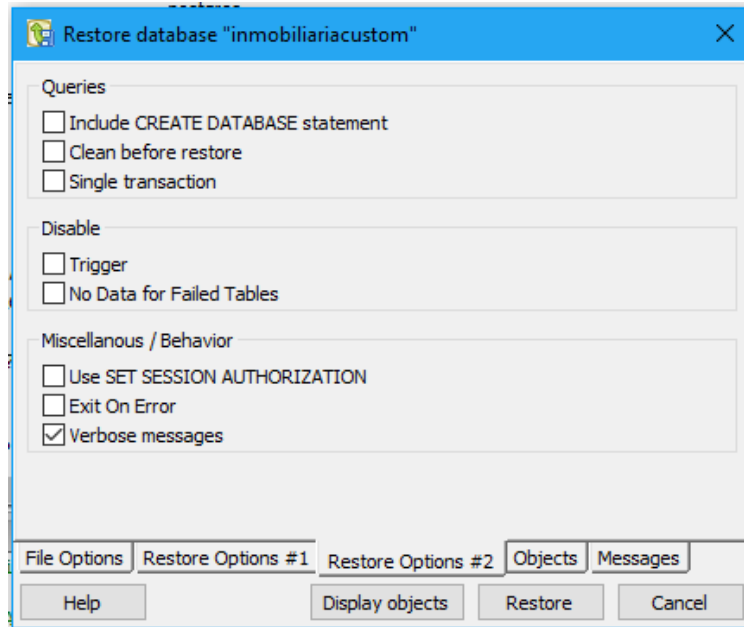 Restore database "inmobiliariacustom"
Queries
Include CREATE DATABASE statement
Clean before restore
Single transaction
Disable
Trigger
No Data for Failed Tables
Miscellanous / Behavior
Use SET SESSION AUTHORIZATION
Exit On Error
Verbose messages
File Options Restore Options #1 Restore Options #2 Objects Messages
Help Display objects Restore Cancel